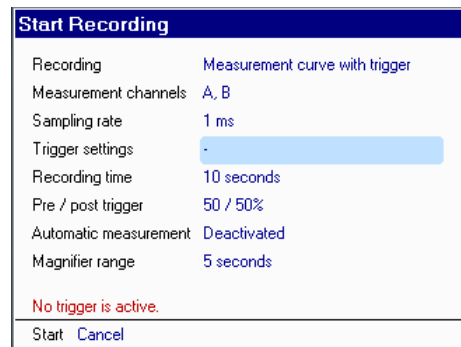 Start Recording
Recording Measurement curve with trigger
Measurement channels A, B
Sampling rate 1 ms
Trigger settings -
Recording time 10 seconds
Pre / post trigger 50 / 50%
Automatic measurement Deactivated
Magnifier range 5 seconds
No trigger is active.
Start Cancel